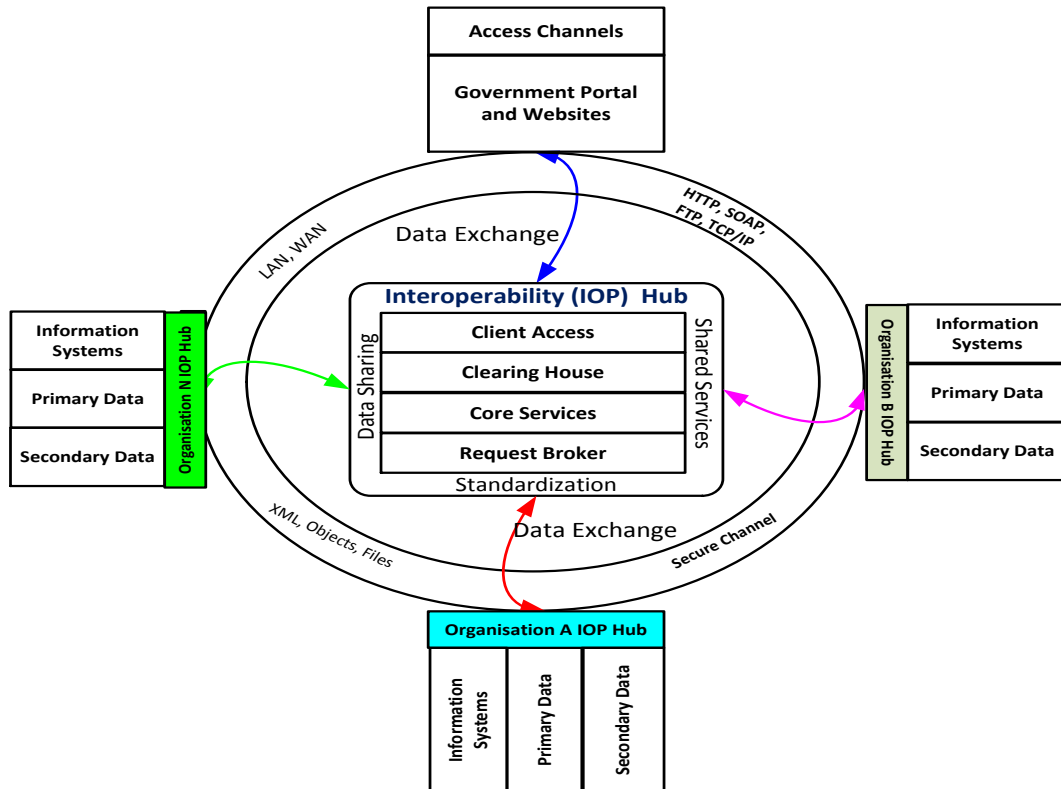 Access Channels
Government Portal
and Websites
HTTP, SOAP,
FTP, TCP/IP
LAN, WAN
Data Exchange
Interoperability (IOP) Hub
Data Sharing
Client Access
Clearing House
Core Services
Request Broker
Shared Services
Standardization
Information
Systems
Primary Data
Secondary Data
Organisation N IOP Hub
Organisation B IOP Hub
Information
Systems
Primary Data
Secondary Data
XML, Objects, Files
Data Exchange
Secure Channel
Organisation A IOP Hub
Information
Systems
Primary Data
Secondary Data